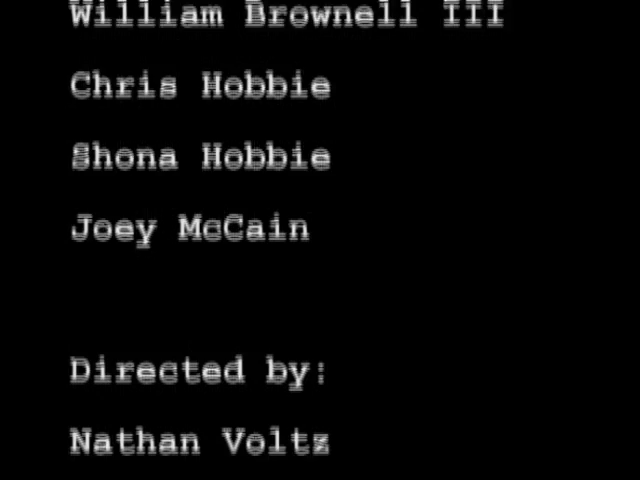 William Brownell III
Chris Hobbie
Shona Hobbie
Joey McCain
Directed by:
Nathan Voltz